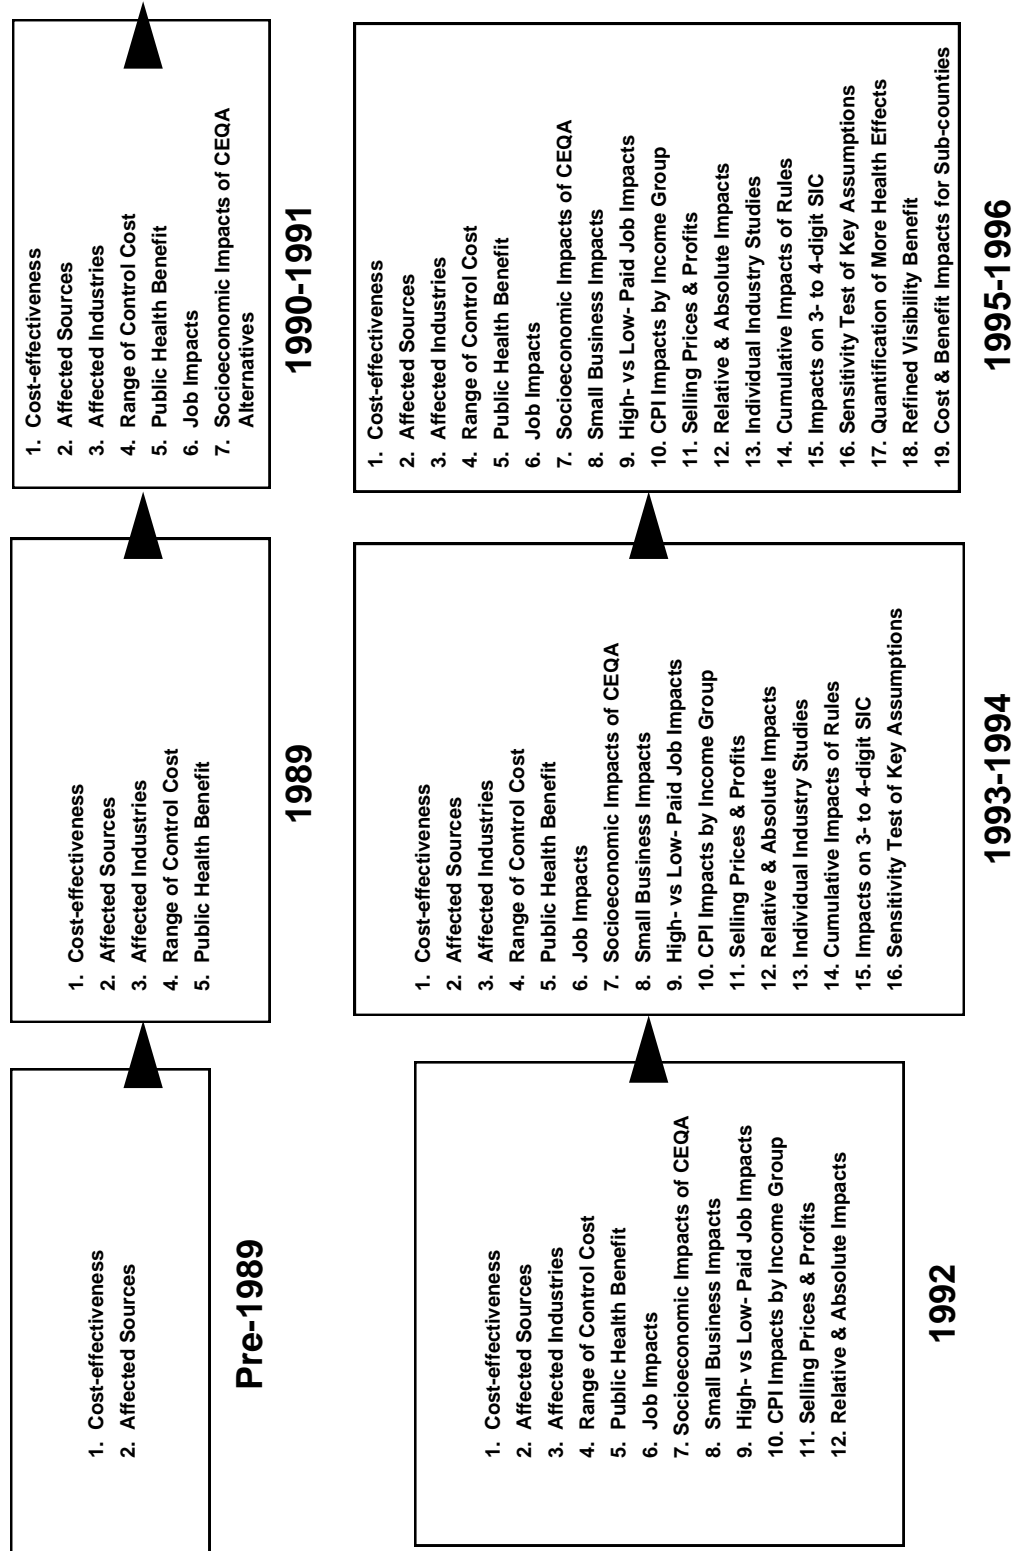 1. Cost-effectiveness
2. Affected Sources
Pre-1989
1. Cost-effectiveness
2. Affected Sources
3. Affected Industries
4. Range of Control Cost
5. Public Health Benefit
1989
1. Cost-effectiveness
2. Affected Sources
3. Affected Industries
4. Range of Control Cost
5. Public Health Benefit
6. Job Impacts
7. Socioeconomic Impacts of CEQA
Alternatives
1990-1991
1. Cost-effectiveness
2. Affected Sources
3. Affected Industries
4. Range of Control Cost
5. Public Health Benefit
6. Job Impacts
7. Socioeconomic Impacts of CEQA
8. Small Business Impacts
9. High- vs Low- Paid Job Impacts
10. CPI Impacts by Income Group
11. Selling Prices & Profits
12. Relative & Absolute Impacts
1992
1. Cost-effectiveness
2. Affected Sources
3. Affected Industries
4. Range of Control Cost
5. Public Health Benefit
6. Job Impacts
7. Socioeconomic Impacts of CEQA
8. Small Business Impacts
9. High- vs Low- Paid Job Impacts
10. CPI Impacts by Income Group
11. Selling Prices & Profits
12. Relative & Absolute Impacts
13. Individual Industry Studies
14. Cumulative Impacts of Rules
15. Impacts on 3- to 4-digit SIC
16. Sensitivity Test of Key Assumptions
1993-1994
1. Cost-effectiveness
2. Affected Sources
3. Affected Industries
4. Range of Control Cost
5. Public Health Benefit
6. Job Impacts
7. Socioeconomic Impacts of CEQA
8. Small Business Impacts
9. High- vs Low- Paid Job Impacts
10. CPI Impacts by Income Group
11. Selling Prices & Profits
12. Relative & Absolute Impacts
13. Individual Industry Studies
14. Cumulative Impacts of Rules
15. Impacts on 3- to 4-digit SIC
16. Sensitivity Test of Key Assumptions
17. Quantification of More Health Effects
18. Refined Visibility Benefit
19. Cost & Benefit Impacts for Sub-counties
1995-1996